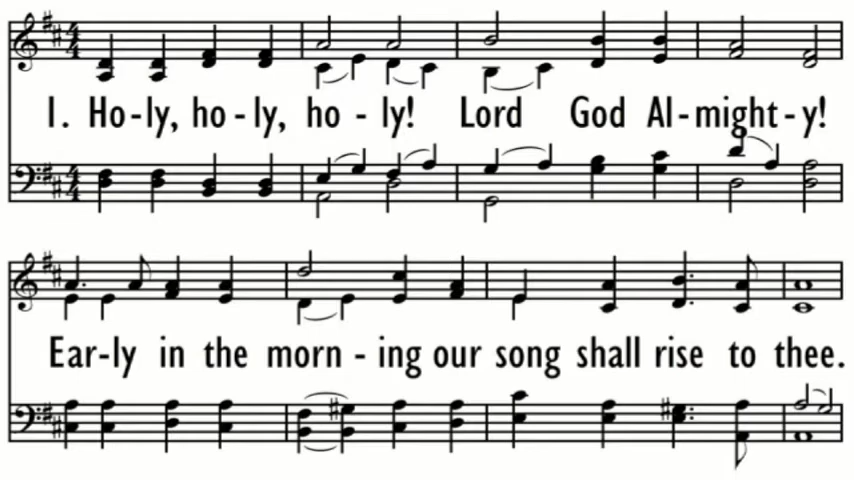 1. Ho-ly, ho-ly, ho - ly! Lord God Al-might-y!
Ear-ly in the morn - ing our song shall rise to thee.